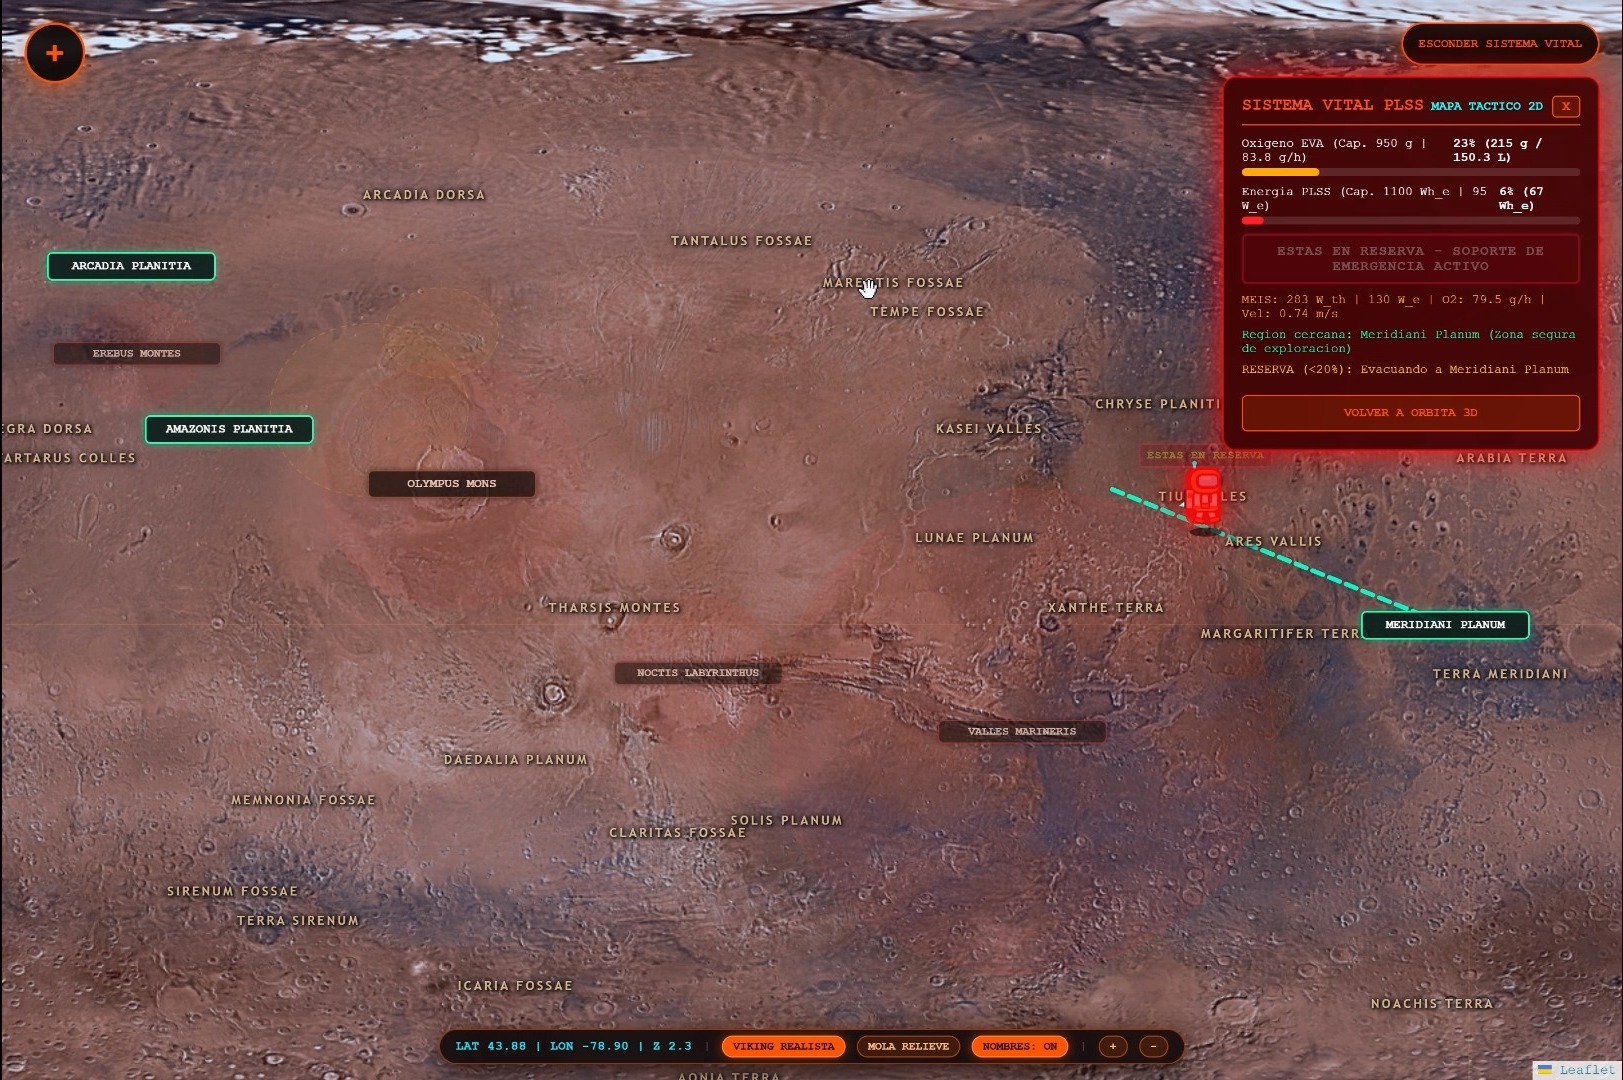 +
ESCONDER SISTEMA VITAL
SISTEMA VITAL PLSS MAPA TACTICO 2D X
Oxigeno EVA (Cap. 950 g | 83.8 g/h)
23% (215 g / 150.3 L)
Energia PLSS (Cap. 1100 Wh_e | 95 W_e)
6% (67 Wh_e)
ESTAS EN RESERVA - SOPORTE DE
EMERGENCIA ACTIVO
MEIS: 283 W_th | 130 W_e | O2: 79.5 g/h |
Vel: 0.74 m/s
Region cercana: Meridiani Planum (Zona segura
de exploracion)
RESERVA (<20%): Evacuando a Meridiani Planum
VOLVER A ORBITA 3D
ARCADIA DORSA
TANTALUS FOSSAE
ARCADIA PLANITIA
TEMPE FOSSAE
EREBUS MONTES
CHRYSE PLANITI
AMAZONIS PLANITIA
EGRA DORSA
KASEI VALLES
ARTARUS COLLES
ESTAS EN RESERVA
ARABIA TERRA
OLYMPUS MONS
LUNAE PLANUM
ARES VALLIS
THARSIS MONTES
XANTHE TERRA
MERIDIANI PLANUM
MARGARITIFER TERR
NOCTIS LABYRINTHUS
TERRA MERIDIANI
VALLES MARINERIS
DAEDALIA PLANUM
MEMNONIA FOSSAE
SOLIS PLANUM
CLARITAS FOSSAE
SIRENUM FOSSAE
TERRA SIRENUM
ICARIA FOSSAE
NOACHIS TERRA
LAT 43.88 | LON -78.90 | Z 2.3 | VIKING REALISTA MOLA RELIEVE NOMBRES: ON | + -
AONIA TERRA
Leaflet